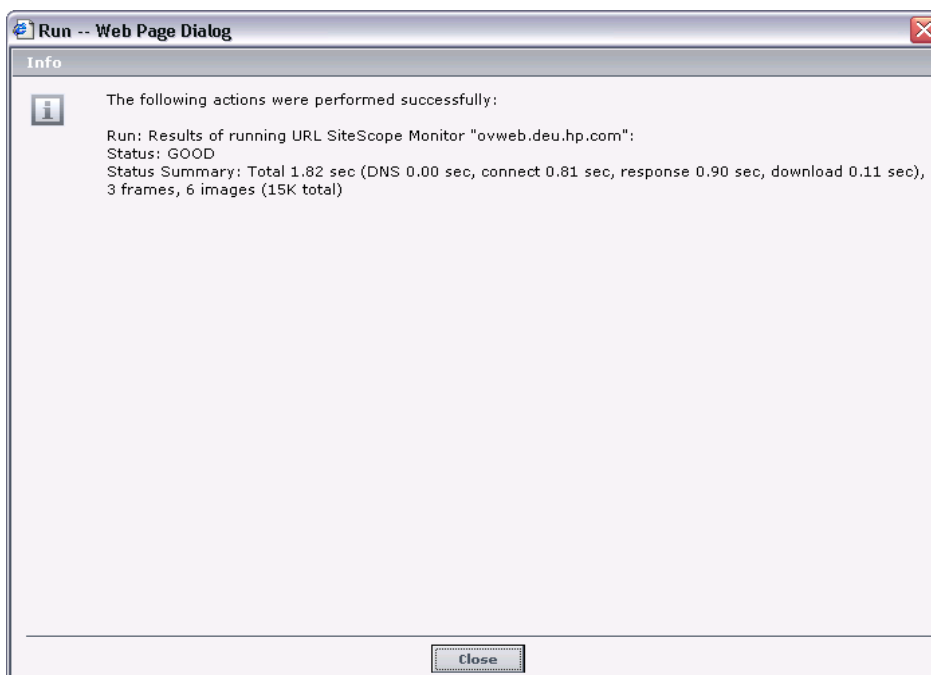 Run -- Web Page Dialog
Info
The following actions were performed successfully:
Run: Results of running URL SiteScope Monitor "ovweb.deu.hp.com":
Status: GOOD
Status Summary: Total 1.82 sec (DNS 0.00 sec, connect 0.81 sec, response 0.90 sec, download 0.11 sec),
3 frames, 6 images (15K total)
Close